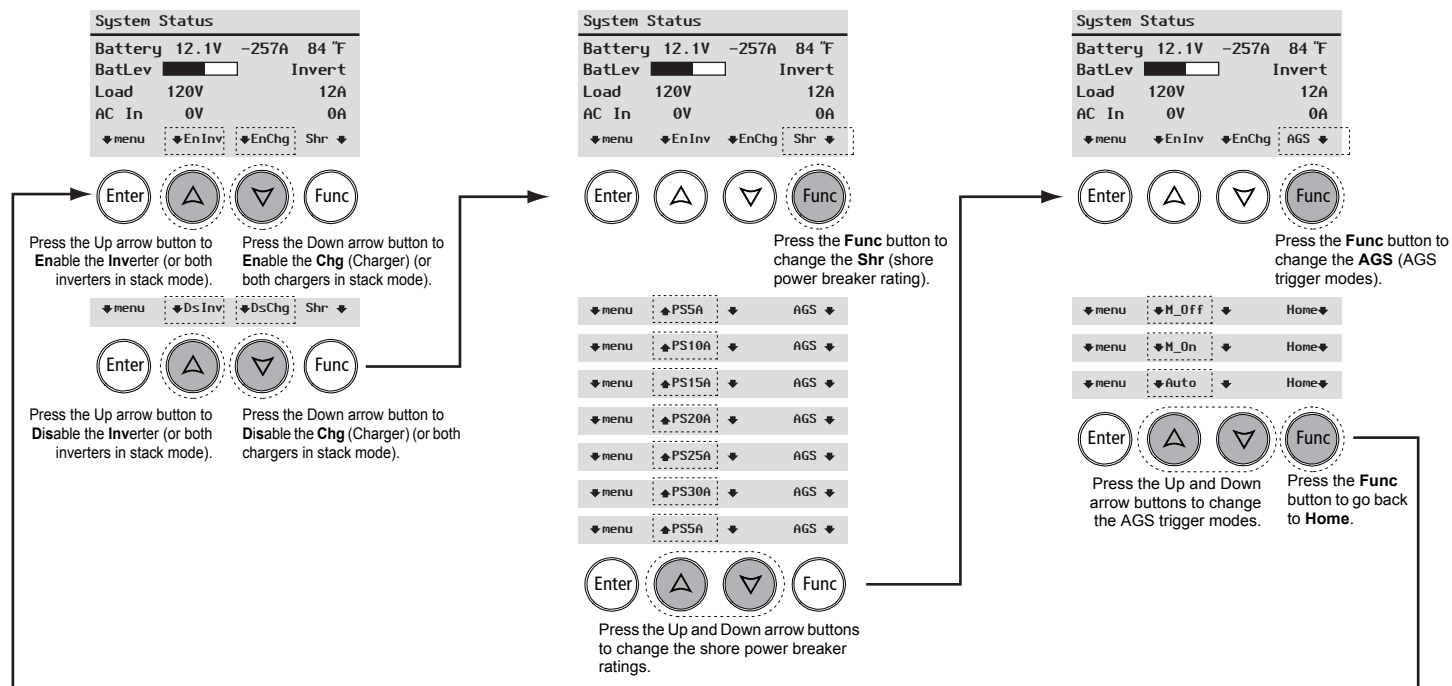 System Status
Battery 12.1V -257A 84 °F
BatLev Invert
Load 120V 12A
AC In 0V 0A
menu EnInv EnChg Shr
Enter Func
Press the Up arrow button to
Enable the Inverter (or both
inverters in stack mode).
Press the Down arrow button to
Enable the Chg (Charger) (or
both chargers in stack mode).
menu DsInv DsChg Shr
Enter Func
Press the Up arrow button to
Disable the Inverter (or both
inverters in stack mode).
Press the Down arrow button to
Disable the Chg (Charger) (or both
chargers in stack mode).
System Status
Battery 12.1V -257A 84 °F
BatLev Invert
Load 120V 12A
AC In 0V 0A
menu EnInv EnChg Shr
Enter Func
Press the Func button to
change the Shr (shore
power breaker rating).
menu PS5A AGS
menu PS10A AGS
menu PS15A AGS
menu PS20A AGS
menu PS25A AGS
menu PS30A AGS
menu PS5A AGS
Enter Func
Press the Up and Down arrow buttons
to change the shore power breaker
ratings.
System Status
Battery 12.1V -257A 84 °F
BatLev Invert
Load 120V 12A
AC In 0V 0A
menu EnInv EnChg AGS
Enter Func
Press the Func button to
change the AGS (AGS
trigger modes).
menu M_Off Home
menu M_On Home
menu Auto Home
Enter Func
Press the Up and Down
arrow buttons to change
the AGS trigger modes.
Press the Func
button to go back
to Home.